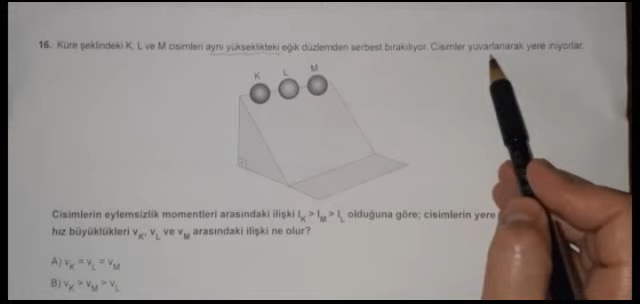 16. Küre şeklindeki K, L ve M cisimleri aynı yükseklikteki eğik düzlemden serbest bırakılıyor. Cisimler yuvarlanarak yere iniyorlar.
K L M
Cisimlerin eylemsizlik momentleri arasındaki ilişki I_K > I_M > I_L olduğuna göre; cisimlerin yere
hız büyüklükleri v_K, v_L ve v_M arasındaki ilişki ne olur?
A) v_K = v_L = v_M
B) v_K > v_M > v_L